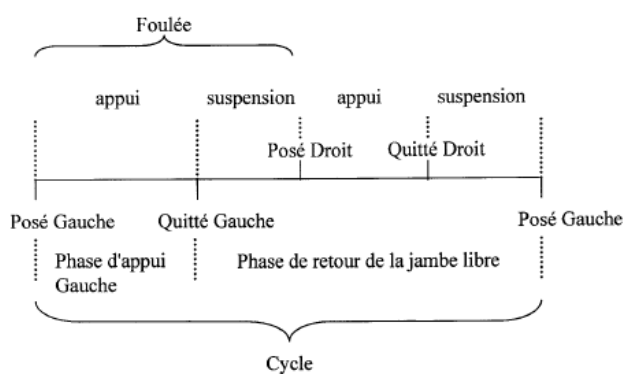 Foulée
appui suspension appui suspension
Posé Droit Quitté Droit
Posé Gauche Quitté Gauche Posé Gauche
Phase d'appui Phase de retour de la jambe libre
Gauche
Cycle